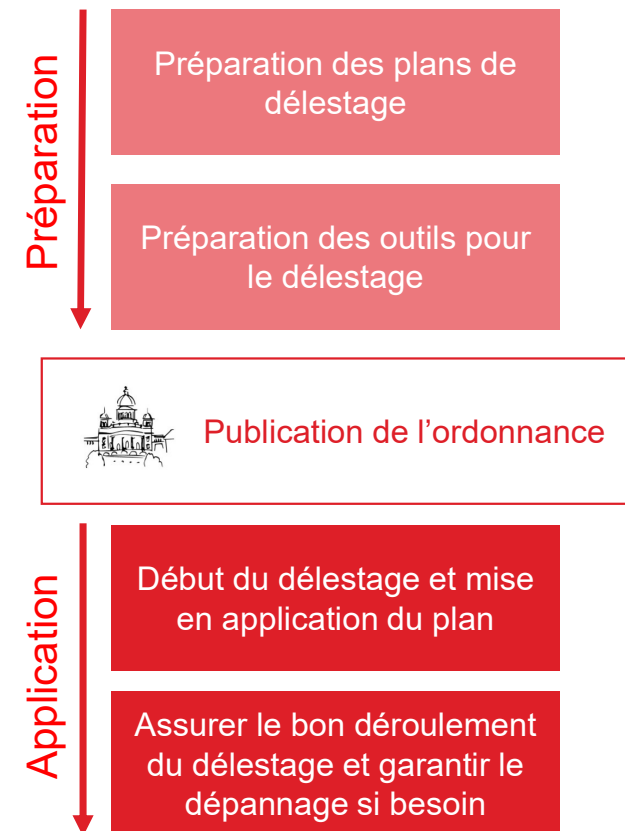 Préparation
Préparation des plans de
délestage
Préparation des outils pour
le délestage
Publication de l'ordonnance
Application
Début du délestage et mise
en application du plan
Assurer le bon déroulement
du délestage et garantir le
dépannage si besoin